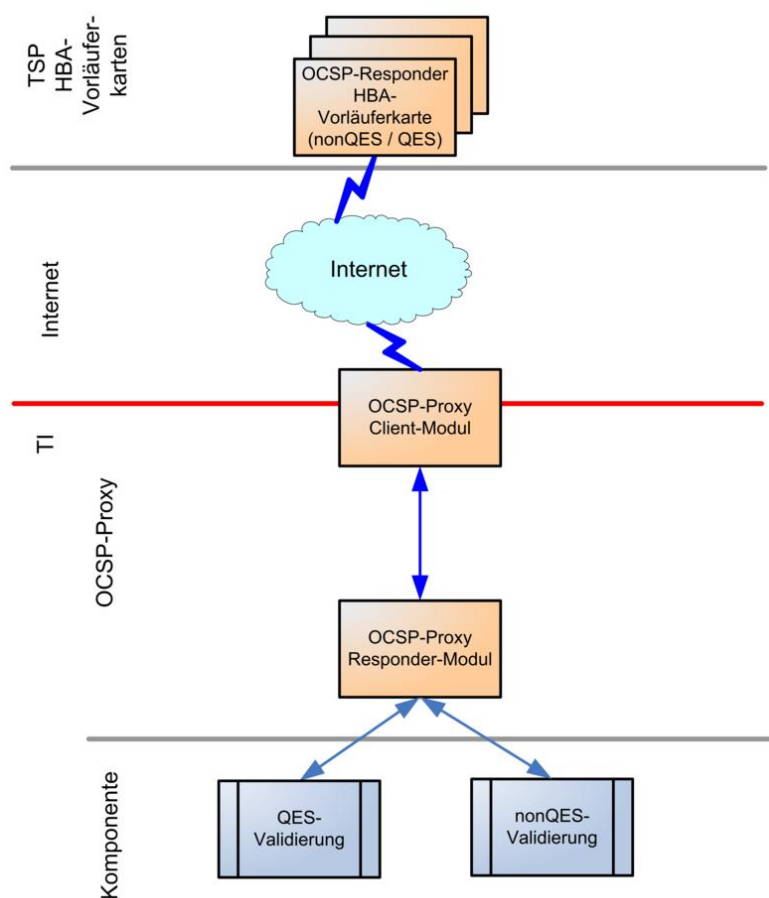 TSP
HBA-
Vorläufer-
karten
OCSP-Responder
HBA-
Vorläuferkarte
(nonQES / QES)
Internet
Internet
TI
OCSP-Proxy
Client-Modul
OCSP-Proxy
OCSP-Proxy
Responder-Modul
Komponente
QES-
Validierung
nonQES-
Validierung